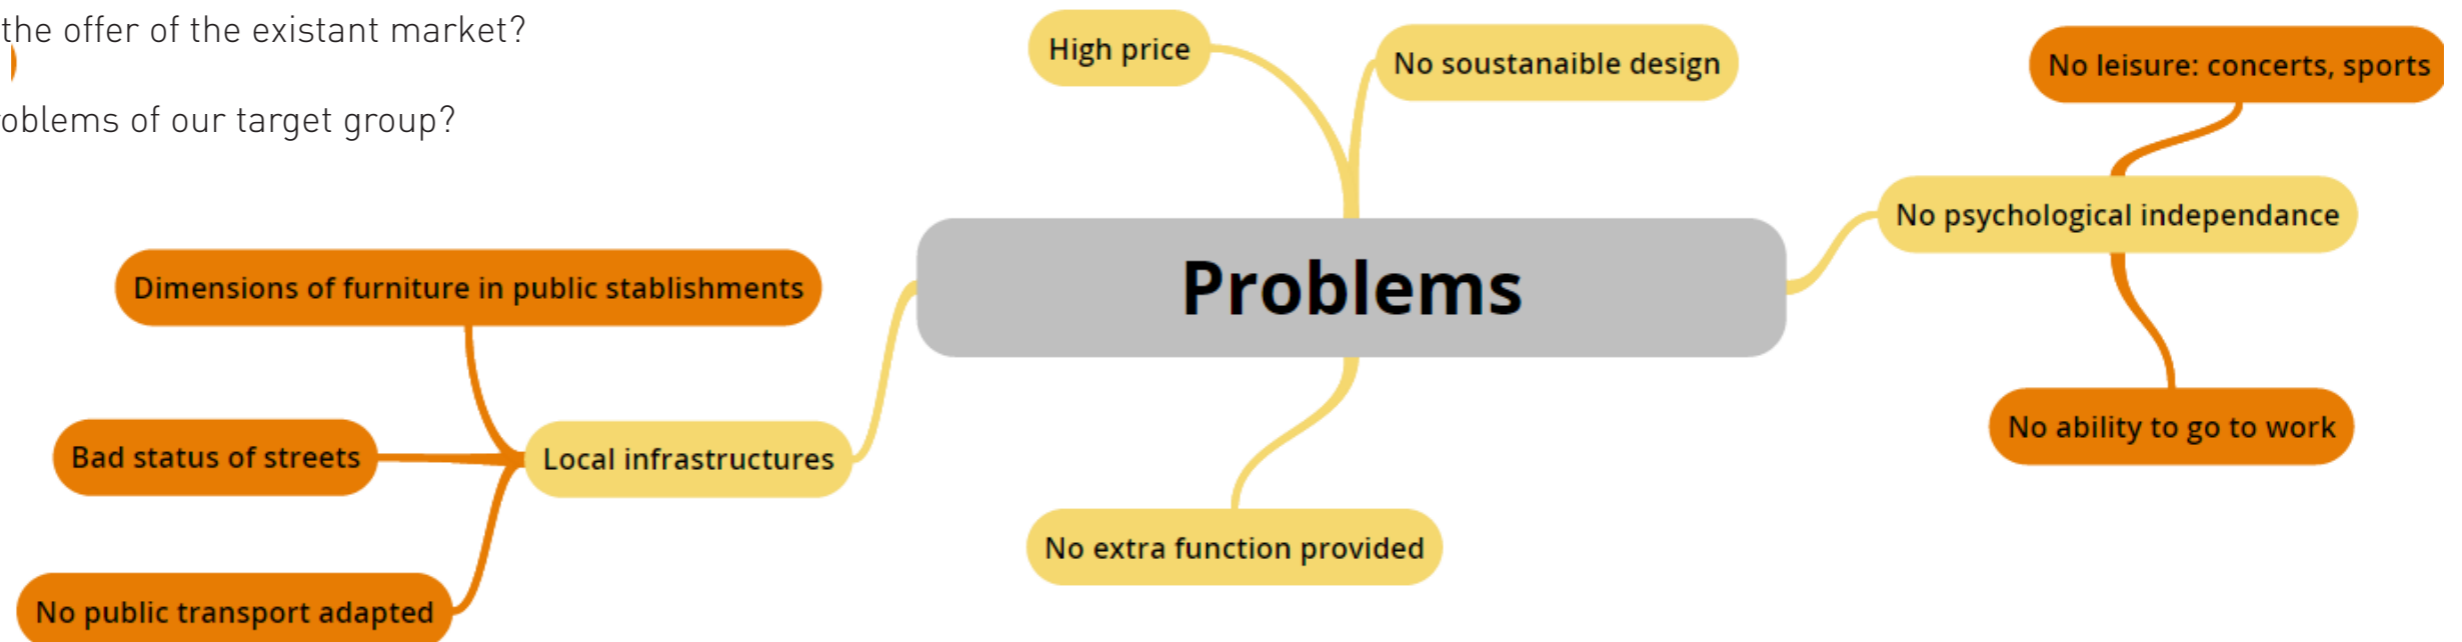 the offer of the existant market?
oblems of our target group?
High price
No soustanaible design
No leisure: concerts, sports
No psychological independance
Problems
Dimensions of furniture in public stablishments
No ability to go to work
Bad status of streets
Local infrastructures
No extra function provided
No public transport adapted